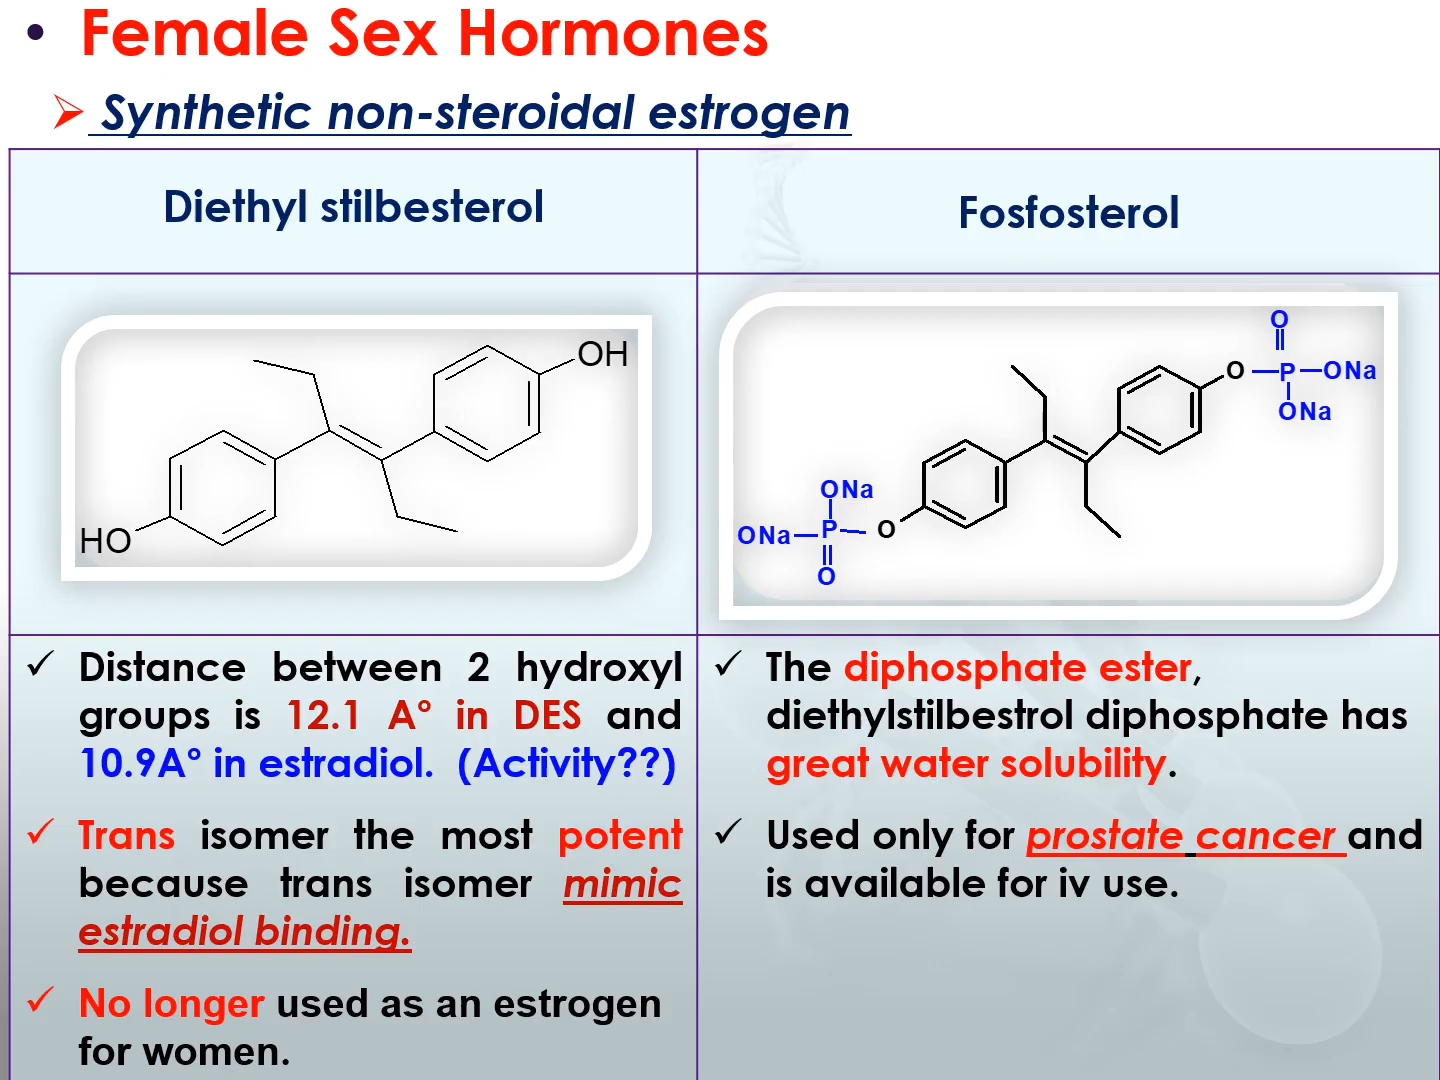 • Female Sex Hormones
➢ Synthetic non-steroidal estrogen
Diethyl stilbesterol
Fosfosterol
OH
HO
O
O P ONa
ONa
ONa
ONa P O
O
✓ Distance between 2 hydroxyl
groups is 12.1 A° in DES and
10.9A° in estradiol. (Activity??)
✓ Trans isomer the most potent
because trans isomer mimic
estradiol binding.
✓ No longer used as an estrogen
for women.
✓ The diphosphate ester,
diethylstilbestrol diphosphate has
great water solubility.
✓ Used only for prostate cancer and
is available for iv use.